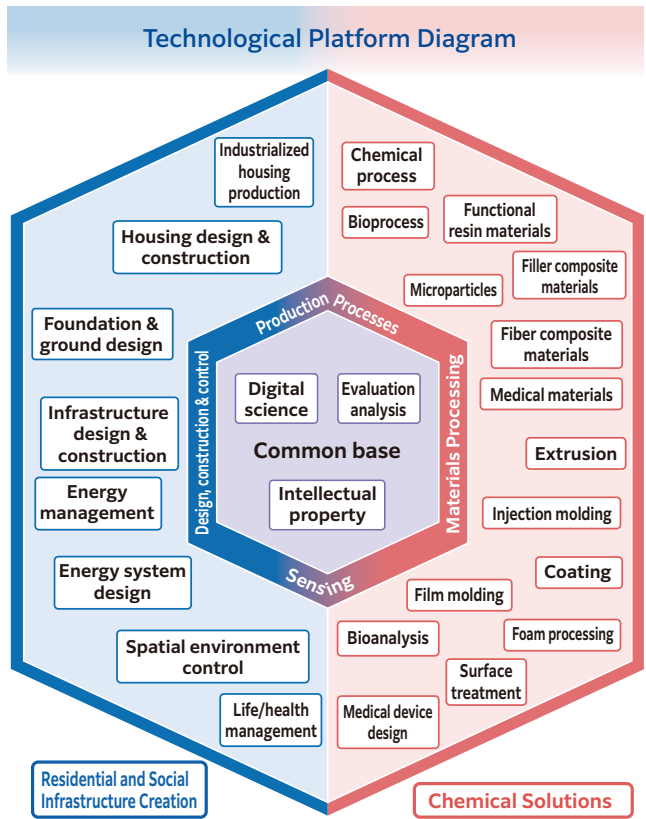 Technological Platform Diagram
Industrialized
housing
production
Housing design &
construction
Foundation &
ground design
Infrastructure
design &
construction
Energy
management
Energy system
design
Spatial environment
control
Life/health
management
Chemical
process
Bioprocess
Functional
resin materials
Microparticles
Filler composite
materials
Fiber composite
materials
Medical materials
Extrusion
Injection molding
Coating
Film molding
Foam processing
Bioanalysis
Surface
treatment
Medical device
design
Production Processes
Design, construction & control
Materials Processing
Sensing
Digital
science
Evaluation
analysis
Common base
Intellectual
property
Residential and Social
Infrastructure Creation
Chemical Solutions